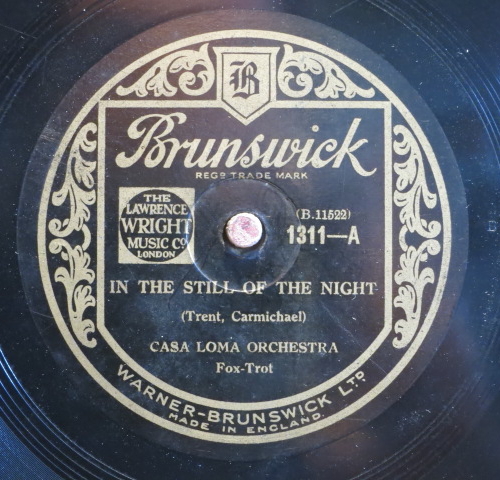 B
Brunswick
REGD TRADE MARK
THE
LAWRENCE
WRIGHT
MUSIC Co
LONDON
(B.11522)
1311—A
IN THE STILL OF THE NIGHT
(Trent, Carmichael)
CASA LOMA ORCHESTRA
Fox-Trot
WARNER-BRUNSWICK LTD.
MADE IN ENGLAND.